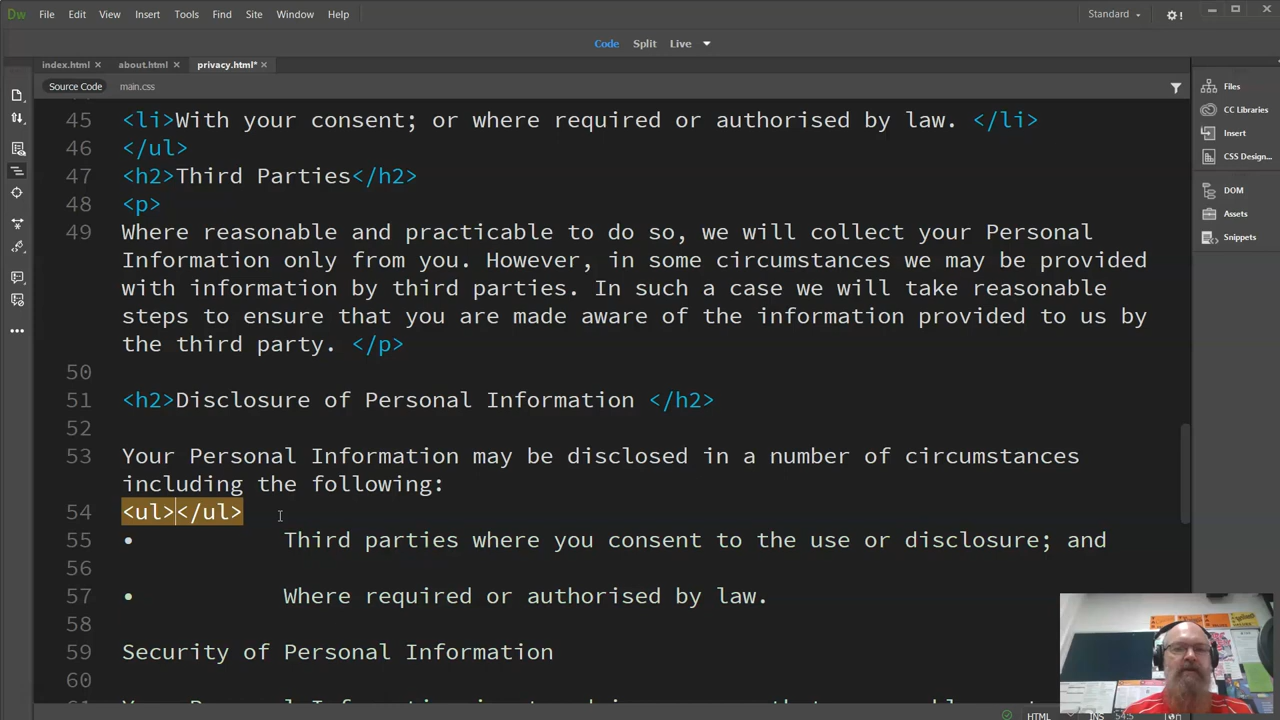 Dw File Edit View Insert Tools Find Site Window Help Standard
Code Split Live
index.html about.html privacy.html*
Source Code main.css
45 <li>With your consent; or where required or authorised by law. </li>
46 </ul>
47 <h2>Third Parties</h2>
48 <p>
49 Where reasonable and practicable to do so, we will collect your Personal
Information only from you. However, in some circumstances we may be provided
with information by third parties. In such a case we will take reasonable
steps to ensure that you are made aware of the information provided to us by
the third party. </p>
50
51 <h2>Disclosure of Personal Information </h2>
52
53 Your Personal Information may be disclosed in a number of circumstances
including the following:
54 <ul></ul>
55 • Third parties where you consent to the use or disclosure; and
56
57 • Where required or authorised by law.
58
59 Security of Personal Information
60
Files
CC Libraries
Insert
CSS Design...
DOM
Assets
Snippets
HTML INS 54:5